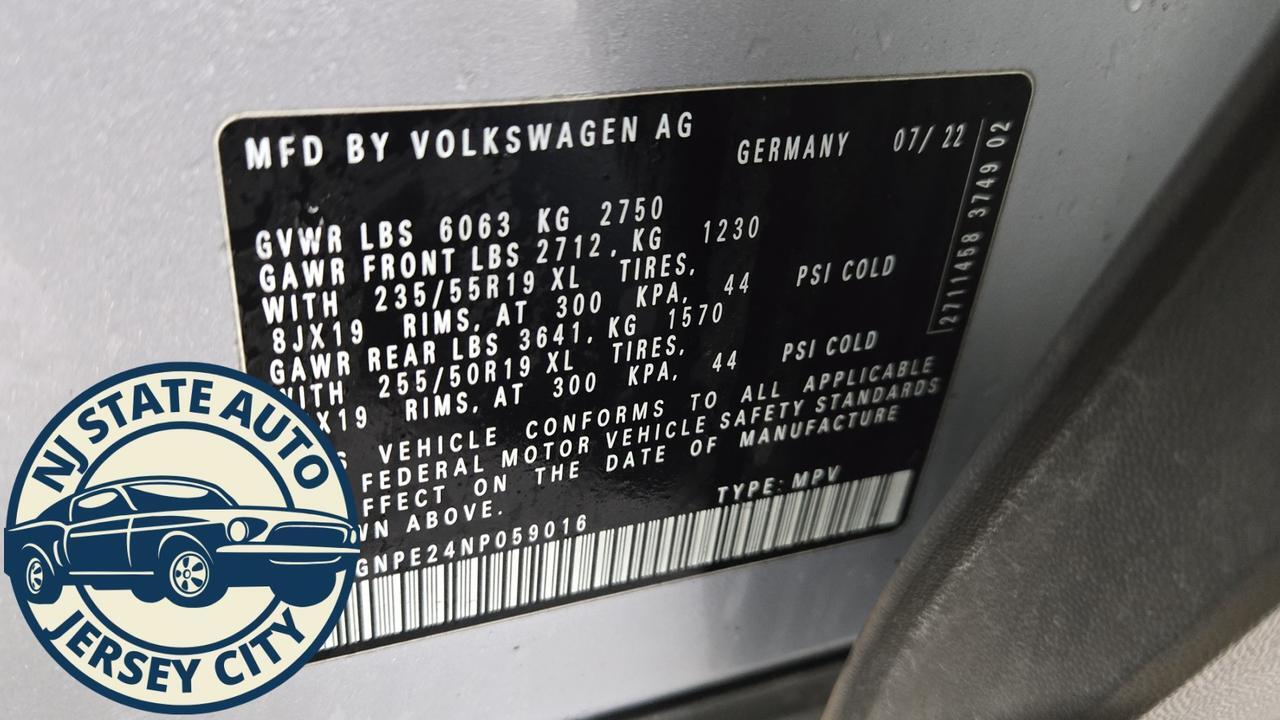 MFD BY VOLKSWAGEN AG GERMANY 07/ 22
GVWR LBS 6063 KG 2750
GAWR FRONT LBS 2712, KG 1230
WITH 235/55R19 XL TIRES,
8JX19 RIMS, AT 300 KPA, 44 PSI COLD
GAWR REAR LBS 3641, KG 1570
WITH 255/50R19 XL TIRES,
X19 RIMS, AT 300 KPA, 44 PSI COLD
VEHICLE CONFORMS TO ALL APPLICABLE
FEDERAL MOTOR VEHICLE SAFETY STANDARDS
FFECT ON THE DATE OF MANUFACTURE
WN ABOVE.
GNPE24NP059016 TYPE: MPV
2711458 3749 02
NJ STATE AUTO
JERSEY CITY